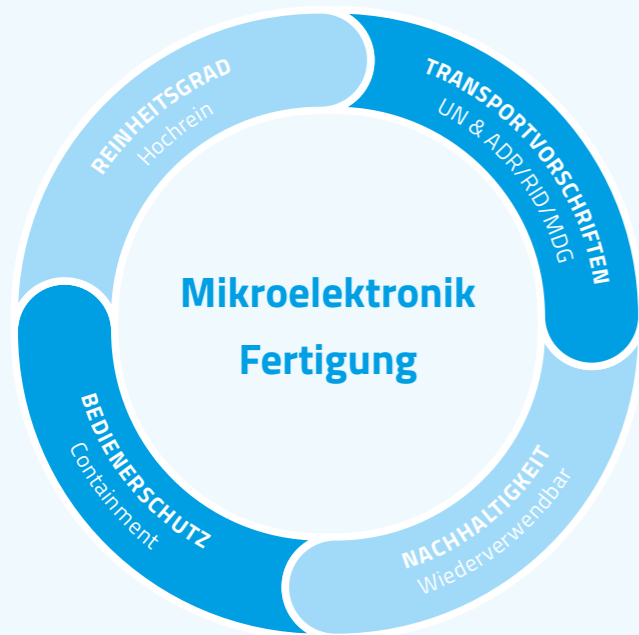 REINHEITSGRAD
Hochrein
TRANSPORTVORSCHRIFTEN
UN & ADR/RID/MDG
Mikroelektronik
Fertigung
BEDIENERSCHUTZ
Containment
NACHHALTIGKEIT
Wiederverwendbar